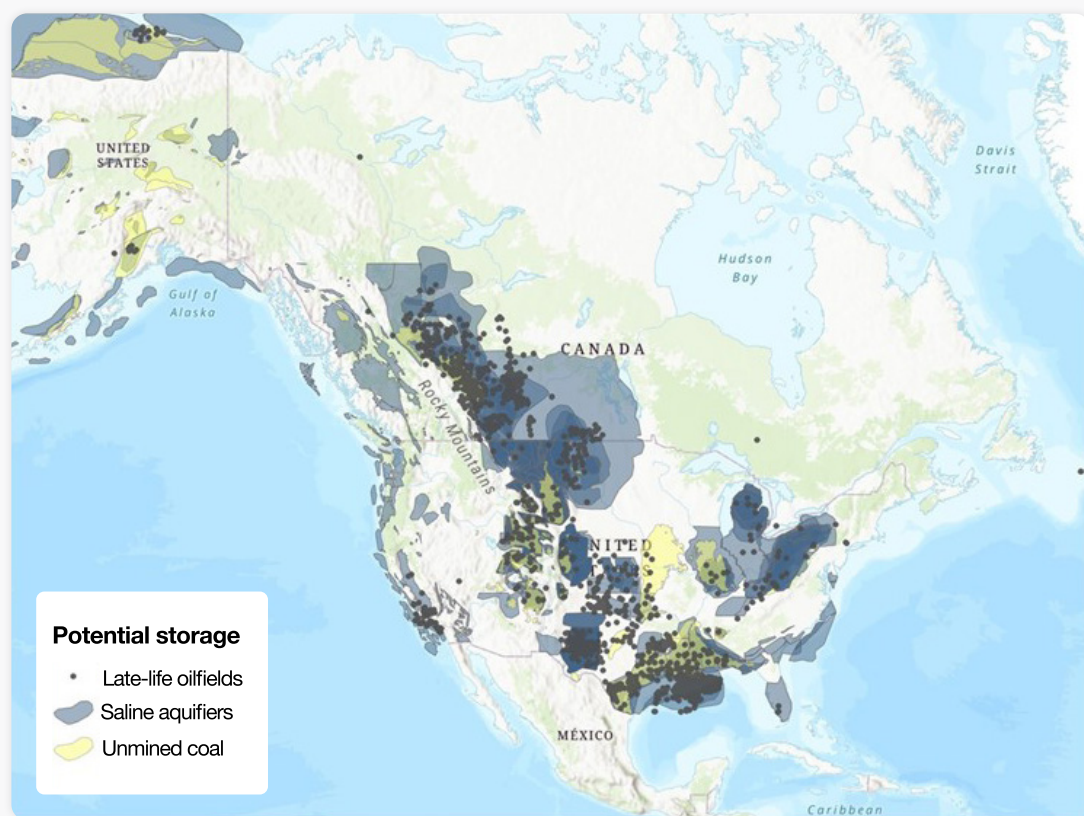 UNITED
STATES
Davis
Strait
Hudson
Bay
Gulf of
Alaska
CANADA
Rocky Mountains
NITED
MÉXICO
Caribbean
Potential storage
Late-life oilfields
Saline aquifiers
Unmined coal